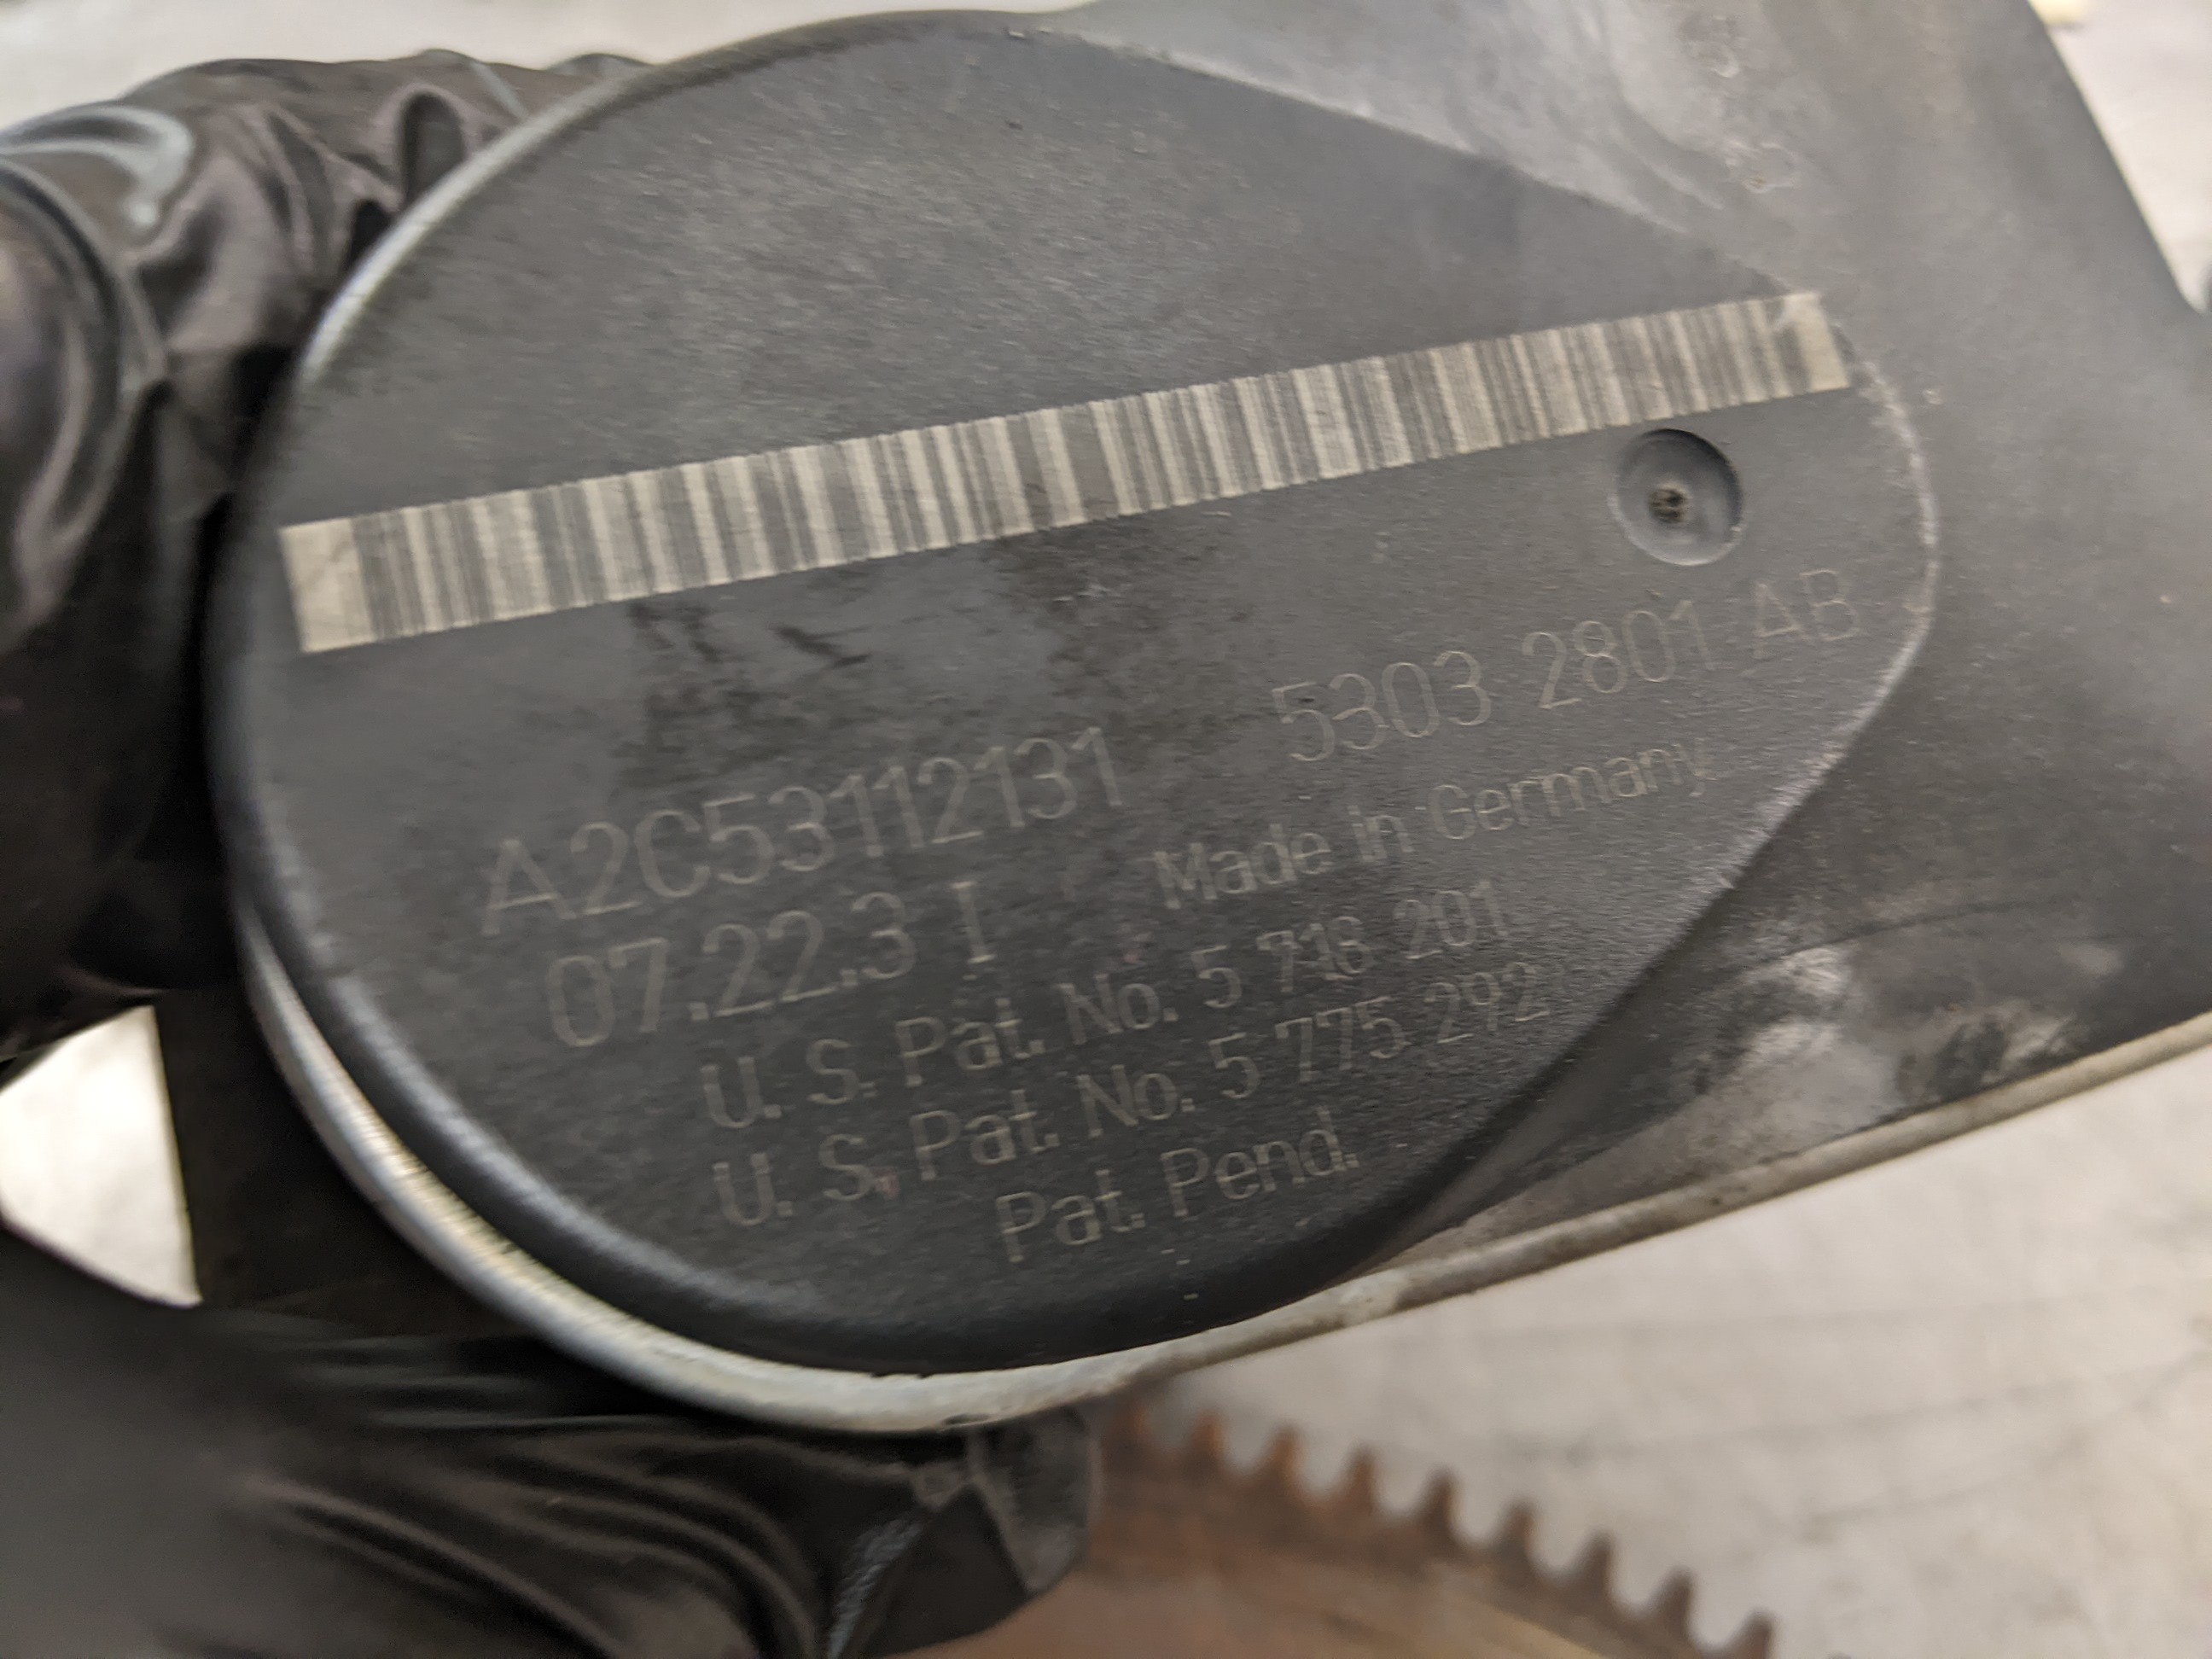 A2C53112131 5303 2801 AB
07.22.3 I Made in Germany
U. S. Pat. No. 5 718 201
U. S. Pat. No. 5 775 292
Pat. Pend.